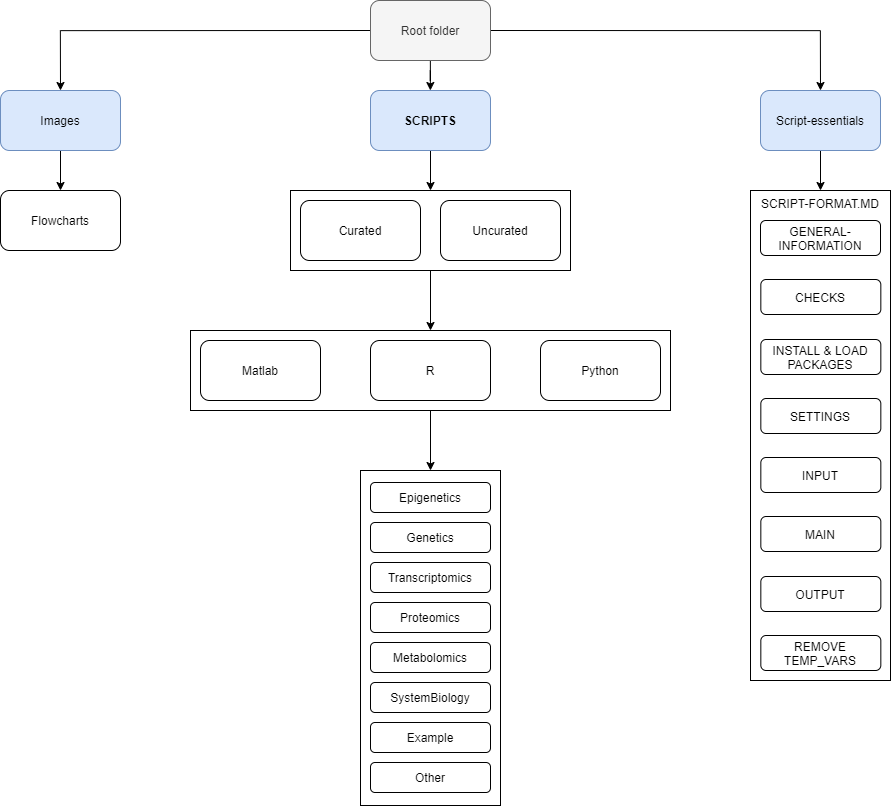 Root folder
Images
SCRIPTS
Script-essentials
Flowcharts
Curated
Uncurated
Matlab
R
Python
Epigenetics
Genetics
Transcriptomics
Proteomics
Metabolomics
SystemBiology
Example
Other
SCRIPT-FORMAT.MD
GENERAL-
INFORMATION
CHECKS
INSTALL & LOAD
PACKAGES
SETTINGS
INPUT
MAIN
OUTPUT
REMOVE
TEMP_VARS